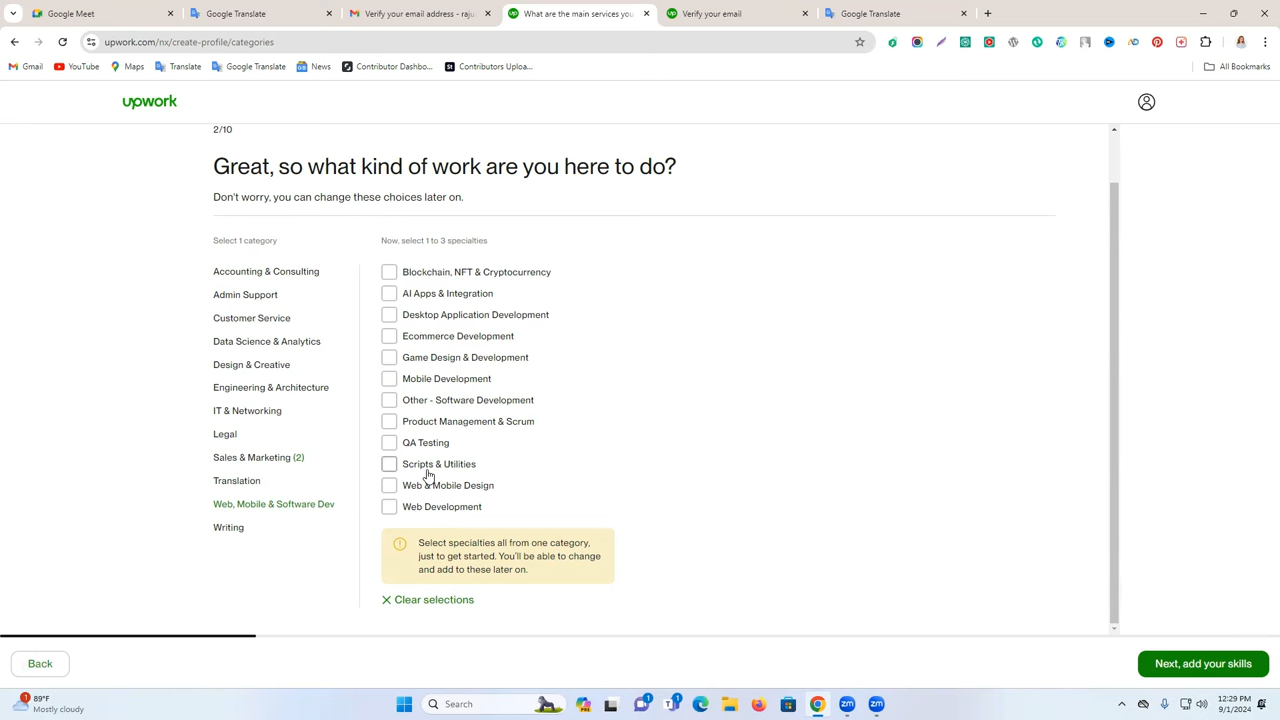 Google Meet
Google Translate
Verify your email address - raju
What are the main services you
Verify your email
Google Translate
upwork.com/nx/create-profile/categories
Gmail
YouTube
Maps
Translate
Google Translate
News
Contributor Dashbo...
Contributors Uploa...
All Bookmarks
upwork
2/10
Great, so what kind of work are you here to do?
Don't worry, you can change these choices later on.
Select 1 category
Now, select 1 to 3 specialties
Accounting & Consulting
Admin Support
Customer Service
Data Science & Analytics
Design & Creative
Engineering & Architecture
IT & Networking
Legal
Sales & Marketing (2)
Translation
Web, Mobile & Software Dev
Writing
Blockchain, NFT & Cryptocurrency
AI Apps & Integration
Desktop Application Development
Ecommerce Development
Game Design & Development
Mobile Development
Other - Software Development
Product Management & Scrum
QA Testing
Scripts & Utilities
Web & Mobile Design
Web Development
Select specialties all from one category,
just to get started. You'll be able to change
and add to these later on.
Clear selections
Back
Next, add your skills
89°F
Mostly cloudy
Search
12:29 PM
9/1/2024